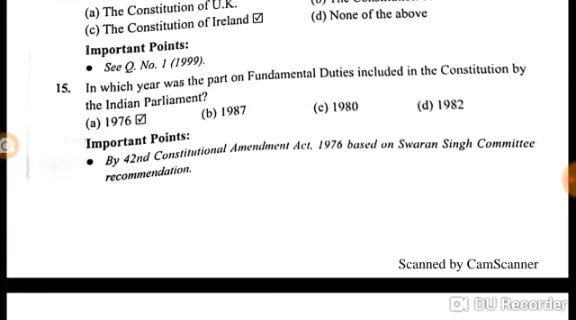 (a) The Constitution of U.K.
(c) The Constitution of Ireland ☑ (d) None of the above
Important Points:
• See Q. No. 1 (1999).
15. In which year was the part on Fundamental Duties included in the Constitution by
the Indian Parliament?
(a) 1976 ☑ (b) 1987 (c) 1980 (d) 1982
Important Points:
• By 42nd Constitutional Amendment Act, 1976 based on Swaran Singh Committee
recommendation.
Scanned by CamScanner
DU Recorder